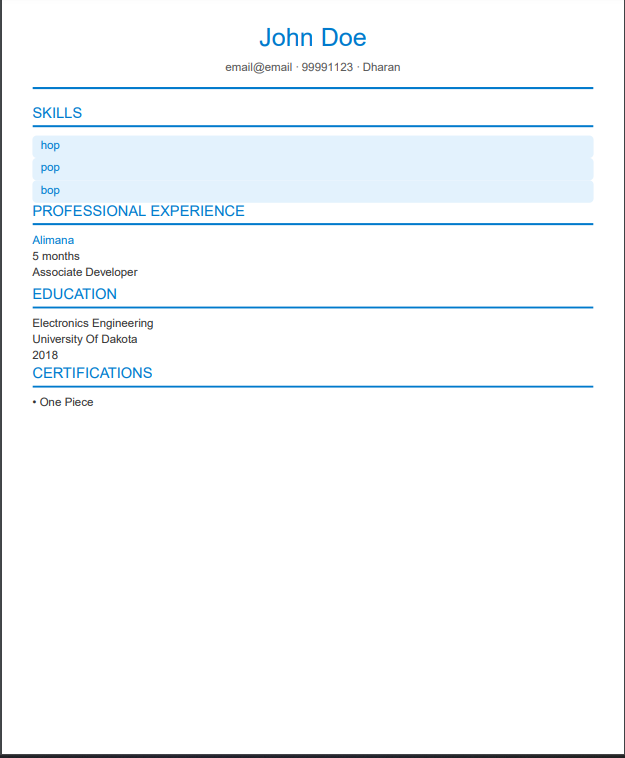 John Doe
email@email · 99991123 · Dharan
SKILLS
hop
pop
bop
PROFESSIONAL EXPERIENCE
Alimana
5 months
Associate Developer
EDUCATION
Electronics Engineering
University Of Dakota
2018
CERTIFICATIONS
• One Piece